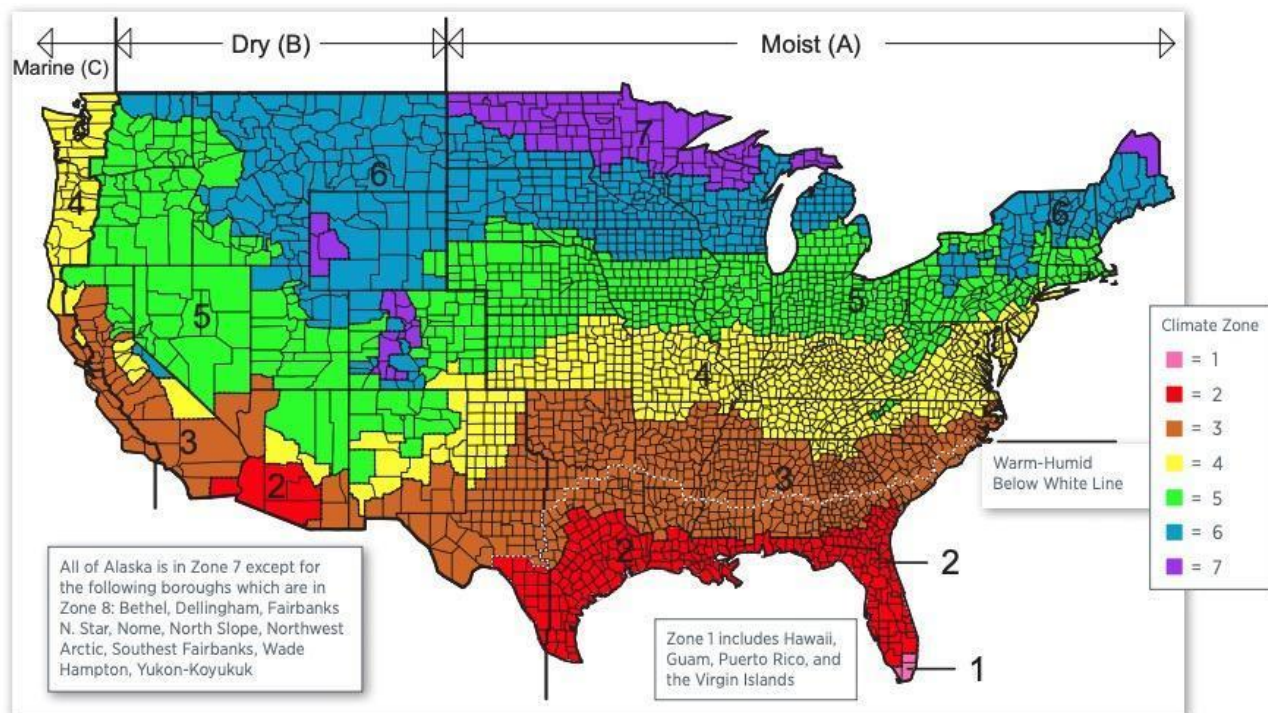 Dry (B)
Moist (A)
Marine (C)
7
6
4
6
5
5
4
3
3
2
2
2
1
Climate Zone
= 1
= 2
= 3
= 4
= 5
= 6
= 7
Warm-Humid
Below White Line
All of Alaska is in Zone 7 except for
the following boroughs which are in
Zone 8: Bethel, Dellingham, Fairbanks
N. Star, Nome, North Slope, Northwest
Arctic, Southest Fairbanks, Wade
Hampton, Yukon-Koyukuk
Zone 1 includes Hawaii,
Guam, Puerto Rico, and
the Virgin Islands